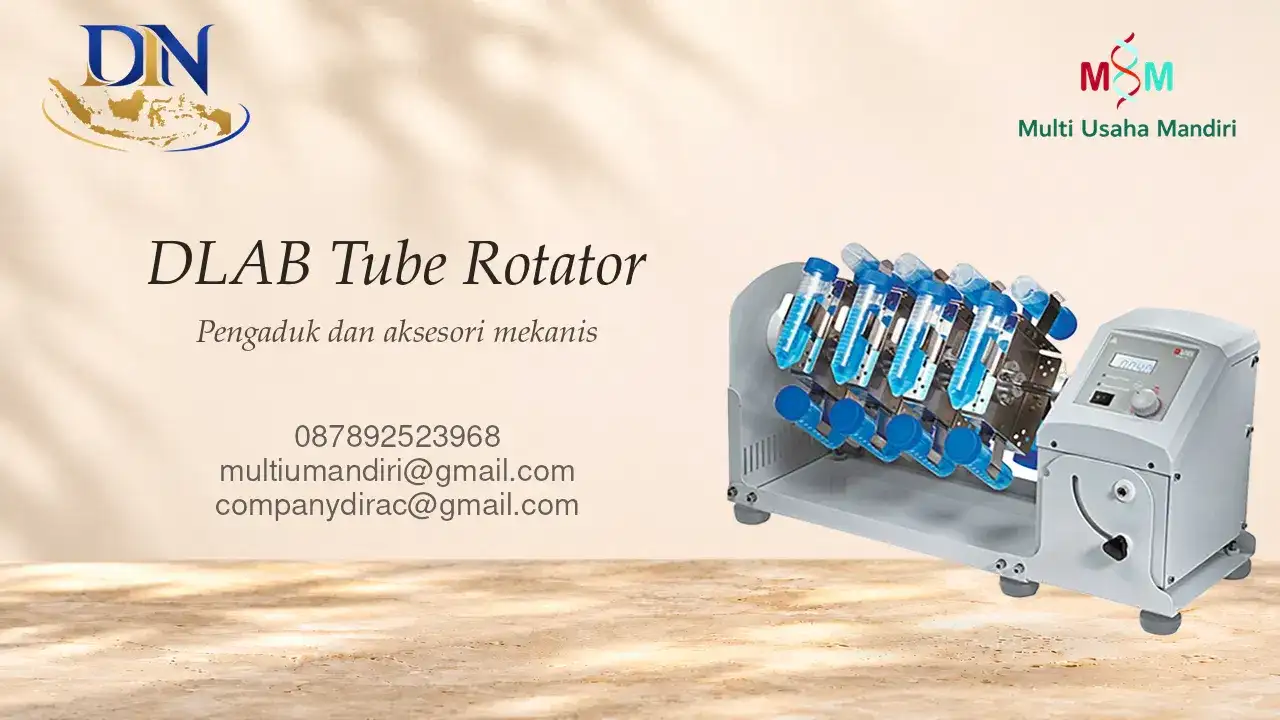 DIN
MSM
Multi Usaha Mandiri
DLAB Tube Rotator
Pengaduk dan aksesori mekanis
087892523968
multiumandiri@gmail.com
companydirac@gmail.com